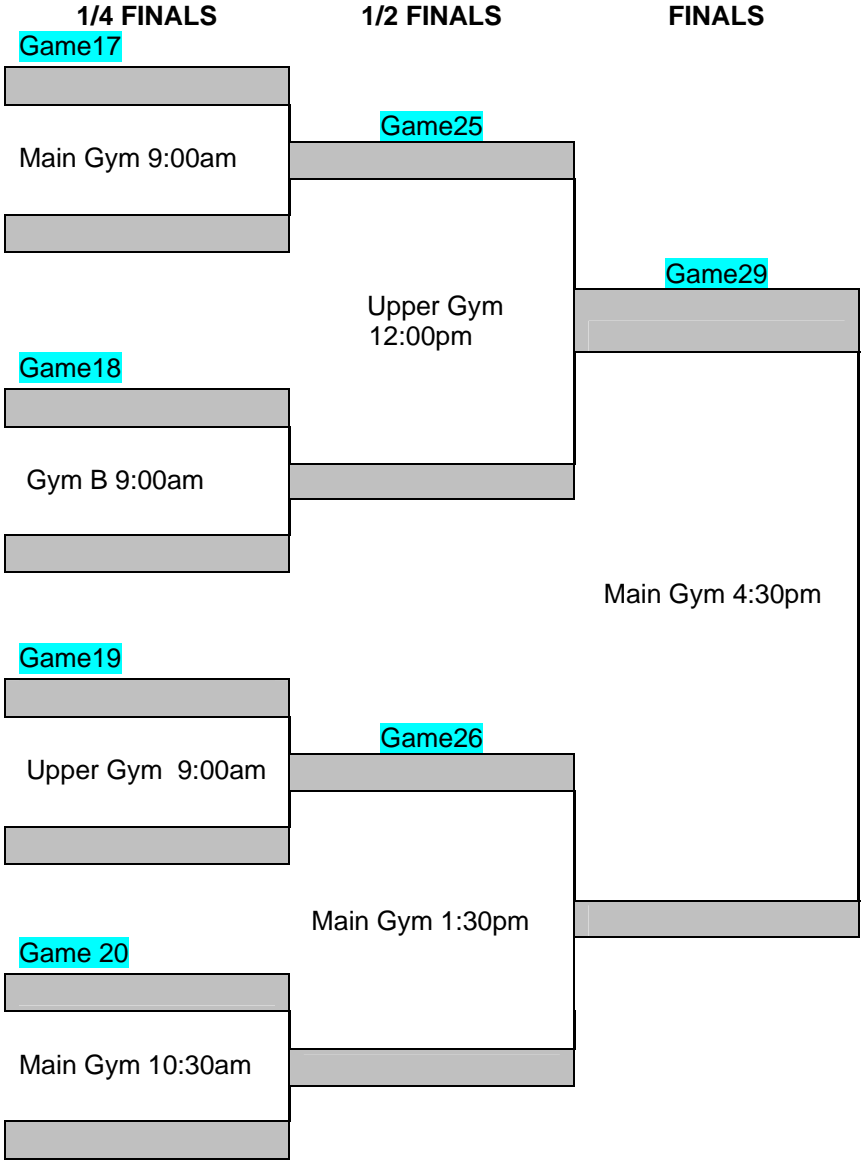 1/4 FINALS 1/2 FINALS FINALS
Game17
Main Gym 9:00am
Game25
Upper Gym
12:00pm
Game29
Game18
Gym B 9:00am
Main Gym 4:30pm
Game19
Upper Gym  9:00am
Game26
Main Gym 1:30pm
Game 20
Main Gym 10:30am